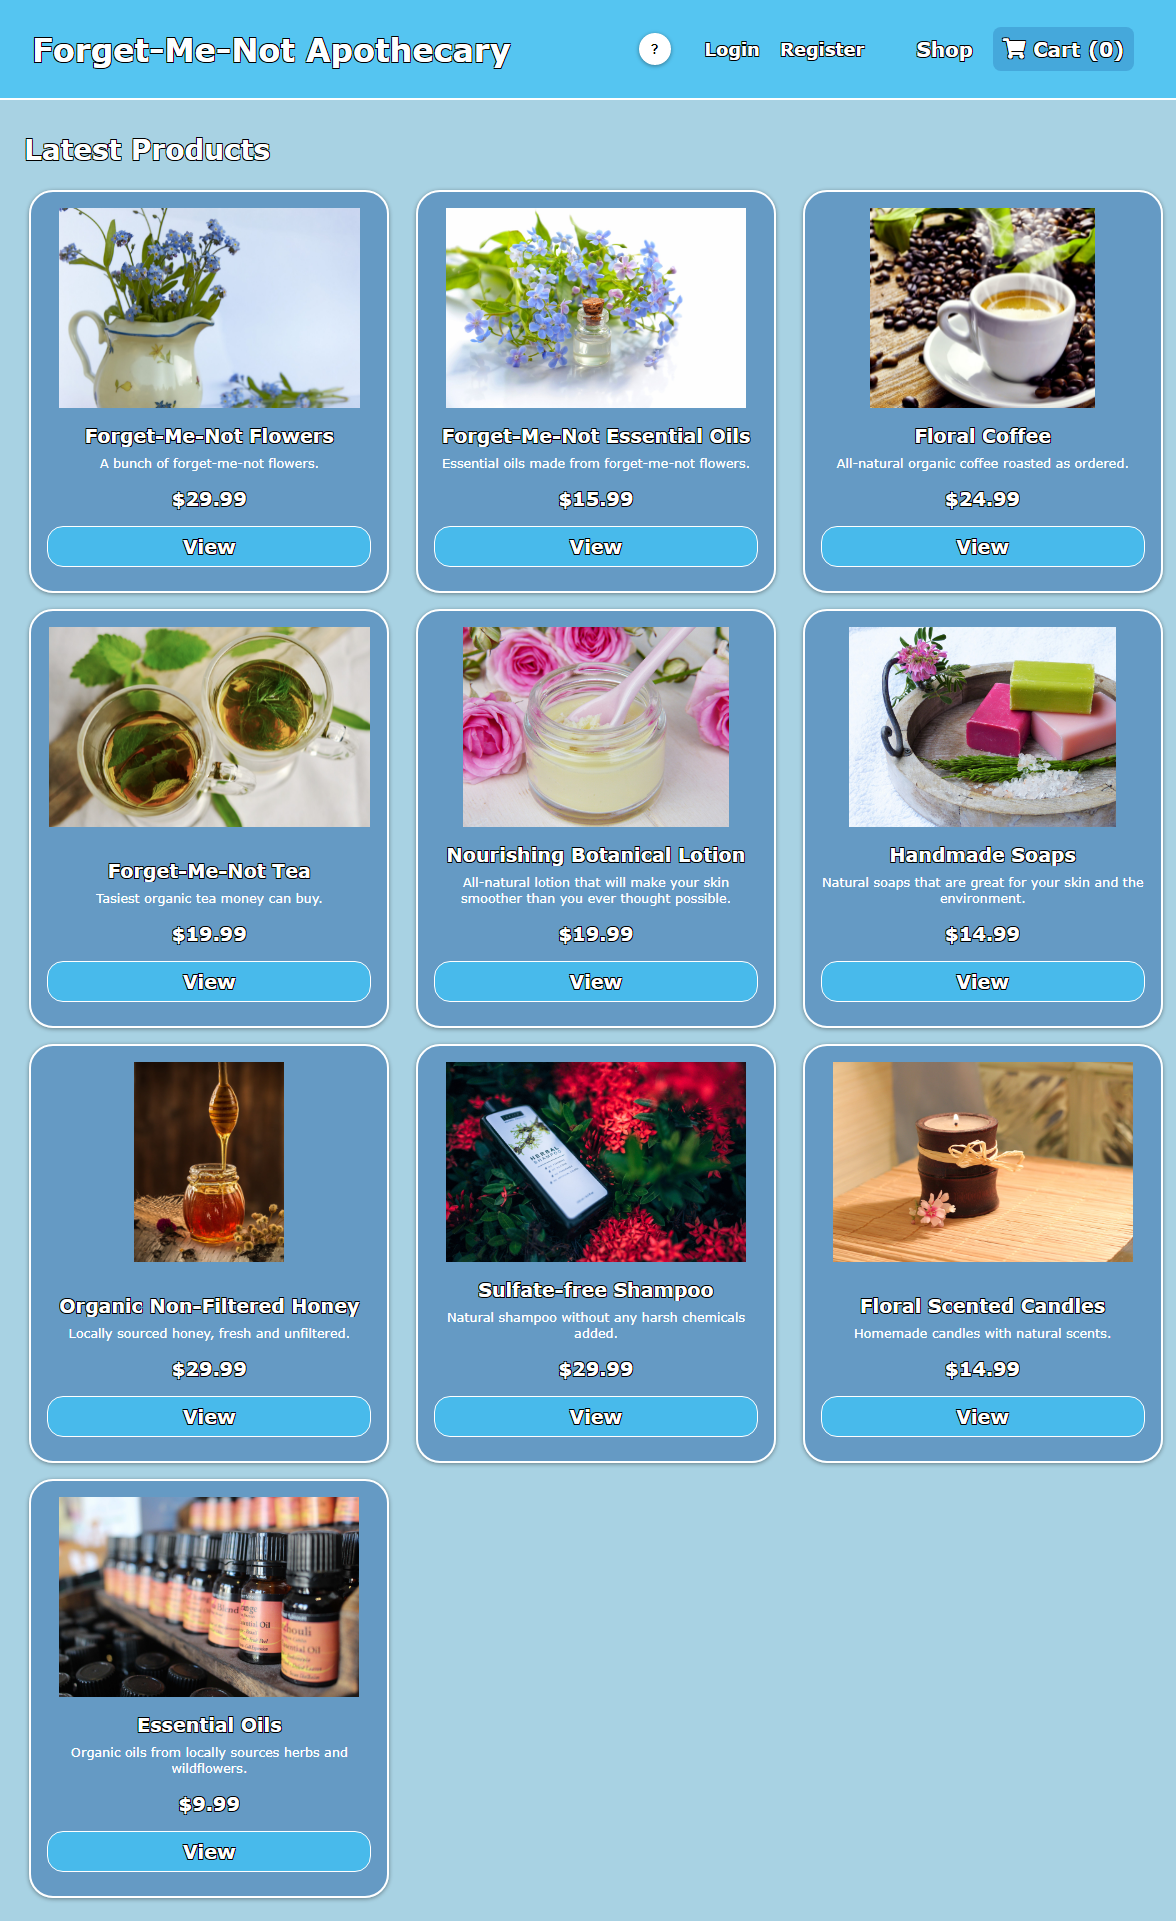 Forget-Me-Not Apothecary
?
Login
Register
Shop
Cart (0)
Latest Products
Forget-Me-Not Flowers
A bunch of forget-me-not flowers.
$29.99
View
Forget-Me-Not Essential Oils
Essential oils made from forget-me-not flowers.
$15.99
View
Floral Coffee
All-natural organic coffee roasted as ordered.
$24.99
View
Forget-Me-Not Tea
Tasiest organic tea money can buy.
$19.99
View
Nourishing Botanical Lotion
All-natural lotion that will make your skin
smoother than you ever thought possible.
$19.99
View
Handmade Soaps
Natural soaps that are great for your skin and the
environment.
$14.99
View
Organic Non-Filtered Honey
Locally sourced honey, fresh and unfiltered.
$29.99
View
HERBAL
SHAMPOO
Sulfate-free Shampoo
Natural shampoo without any harsh chemicals
added.
$29.99
View
Floral Scented Candles
Homemade candles with natural scents.
$14.99
View
Essential Oils
Organic oils from locally sources herbs and
wildflowers.
$9.99
View